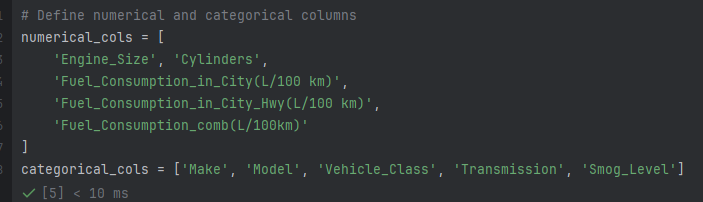 # Define numerical and categorical columns
numerical_cols = [
    'Engine_Size', 'Cylinders',
    'Fuel_Consumption_in_City(L/100 km)',
    'Fuel_Consumption_in_City_Hwy(L/100 km)',
    'Fuel_Consumption_comb(L/100km)'
]
categorical_cols = ['Make', 'Model', 'Vehicle_Class', 'Transmission', 'Smog_Level']
[5] < 10 ms